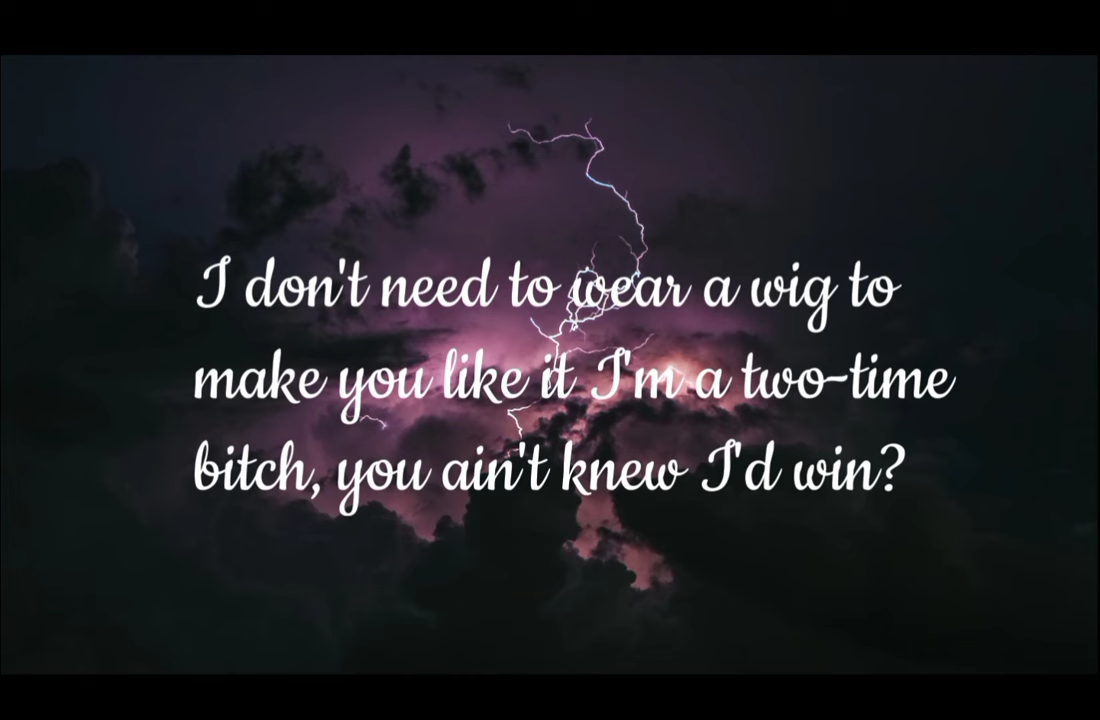 I don't need to wear a wig to
make you like it I'm a two-time
bitch, you ain't knew I'd win?